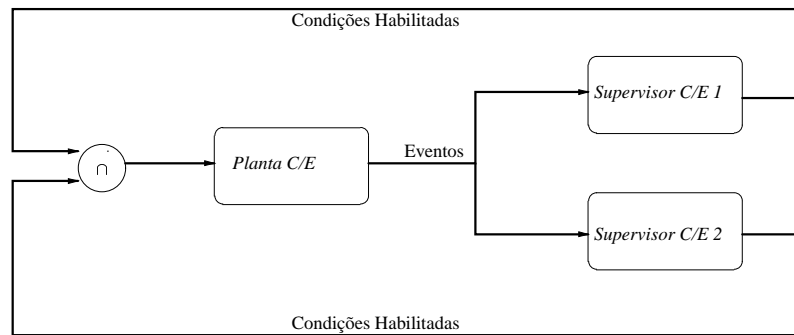 Condições Habilitadas
Supervisor C/E 1
∩
Planta C/E
Eventos
Supervisor C/E 2
Condições Habilitadas